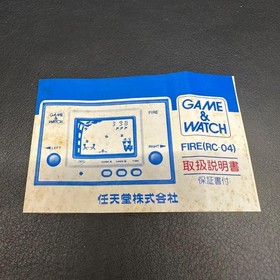 GAME
&
WATCH
FIRE
398
◄LEFT
RIGHT►
任天堂株式会社
GAME
&
WATCH
FIRE(RC-04)
取扱説明書
保証書付